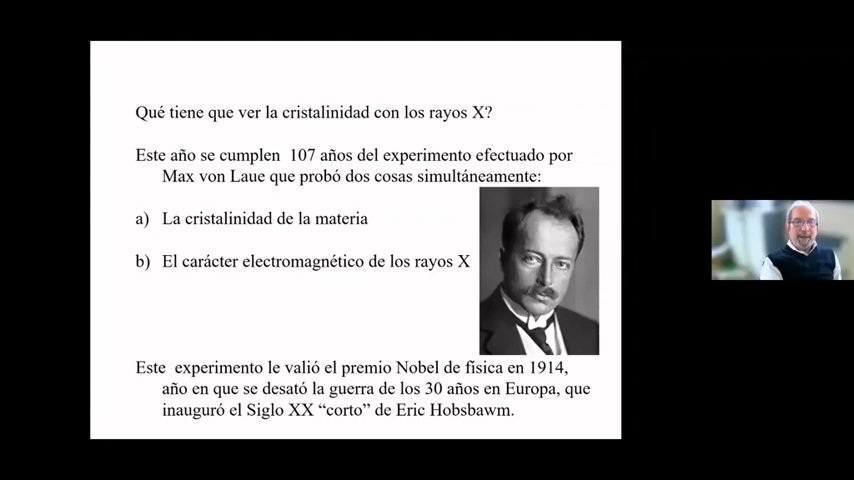 Qué tiene que ver la cristalinidad con los rayos X?
Este año se cumplen 107 años del experimento efectuado por
Max von Laue que probó dos cosas simultáneamente:
a) La cristalinidad de la materia
b) El carácter electromagnético de los rayos X
Este experimento le valió el premio Nobel de física en 1914,
año en que se desató la guerra de los 30 años en Europa, que
inauguró el Siglo XX “corto” de Eric Hobsbawm.